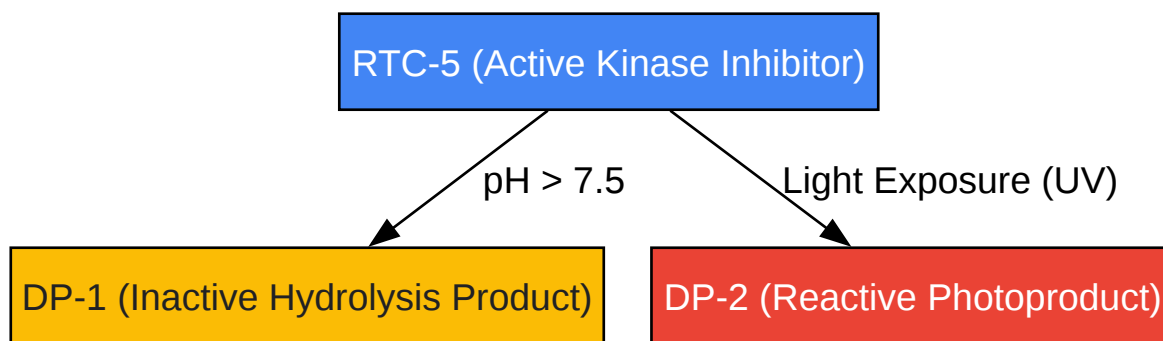 RTC-5 (Active Kinase Inhibitor)
pH > 7.5
Light Exposure (UV)
DP-1 (Inactive Hydrolysis Product)
DP-2 (Reactive Photoproduct)